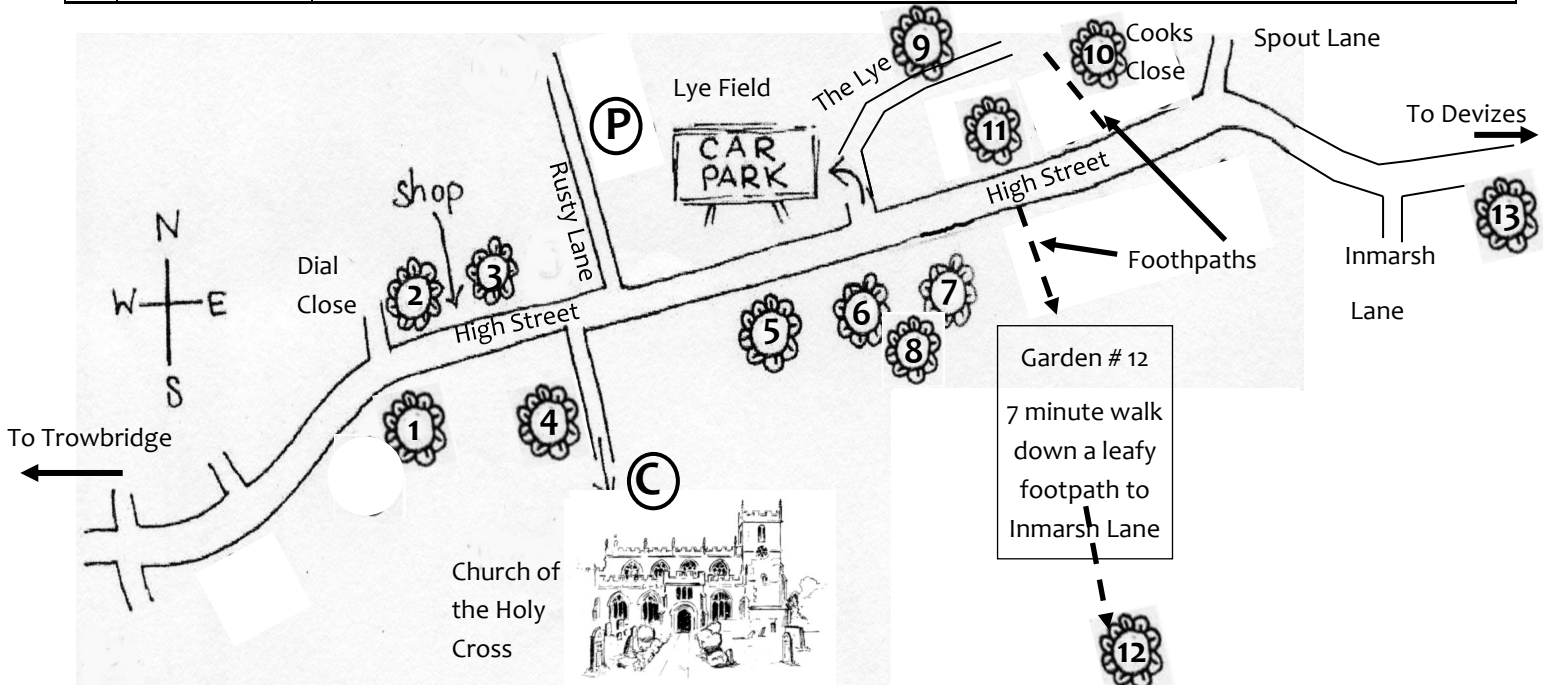 9
10
Cooks
Close
Spout Lane
The Lye
Lye Field
P
11
To Devizes
CAR
PARK
High Street
Rusty Lane
shop
N
W E
S
13
Dial
Close
2
3
Foothpaths
Inmarsh
Lane
High Street
5
6
7
8
Garden # 12
7 minute walk
down a leafy
footpath to
Inmarsh Lane
1
4
To Trowbridge
C
Church of
the Holy
Cross
12